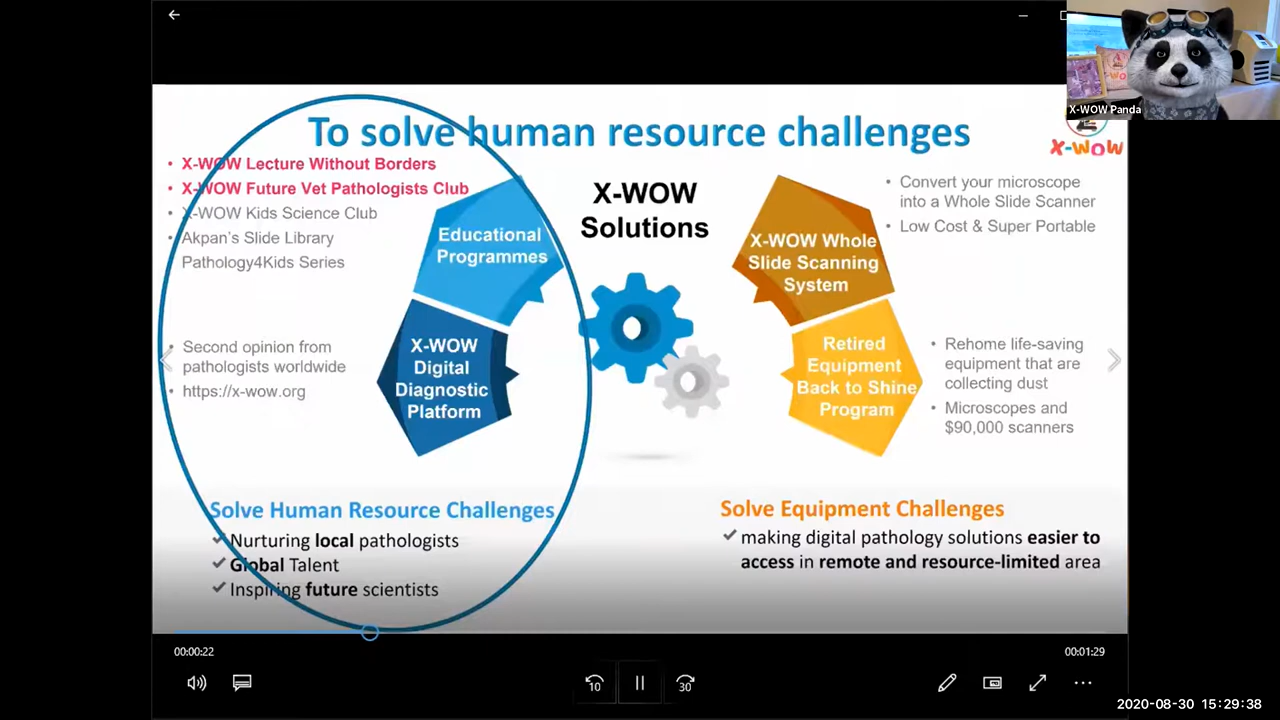 X-WOW Panda
To solve human resource challenges
X-WOW
• X-WOW Lecture Without Borders
• X-WOW Future Vet Pathologists Club
• X-WOW Kids Science Club
• Akpan's Slide Library
Pathology4Kids Series
Educational
Programmes
X-WOW
Solutions
X-WOW Whole
Slide Scanning
System
• Convert your microscope
into a Whole Slide Scanner
• Low Cost & Super Portable
• Second opinion from
pathologists worldwide
• https://x-wow.org
X-WOW
Digital
Diagnostic
Platform
Retired
Equipment
Back to Shine
Program
• Rehome life-saving
equipment that are
collecting dust
• Microscopes and
$90,000 scanners
Solve Human Resource Challenges
✓ Nurturing local pathologists
✓ Global Talent
✓ Inspiring future scientists
Solve Equipment Challenges
✓ making digital pathology solutions easier to
access in remote and resource-limited area
00:00:22
00:01:29
10
30
2020-08-30 15:29:38